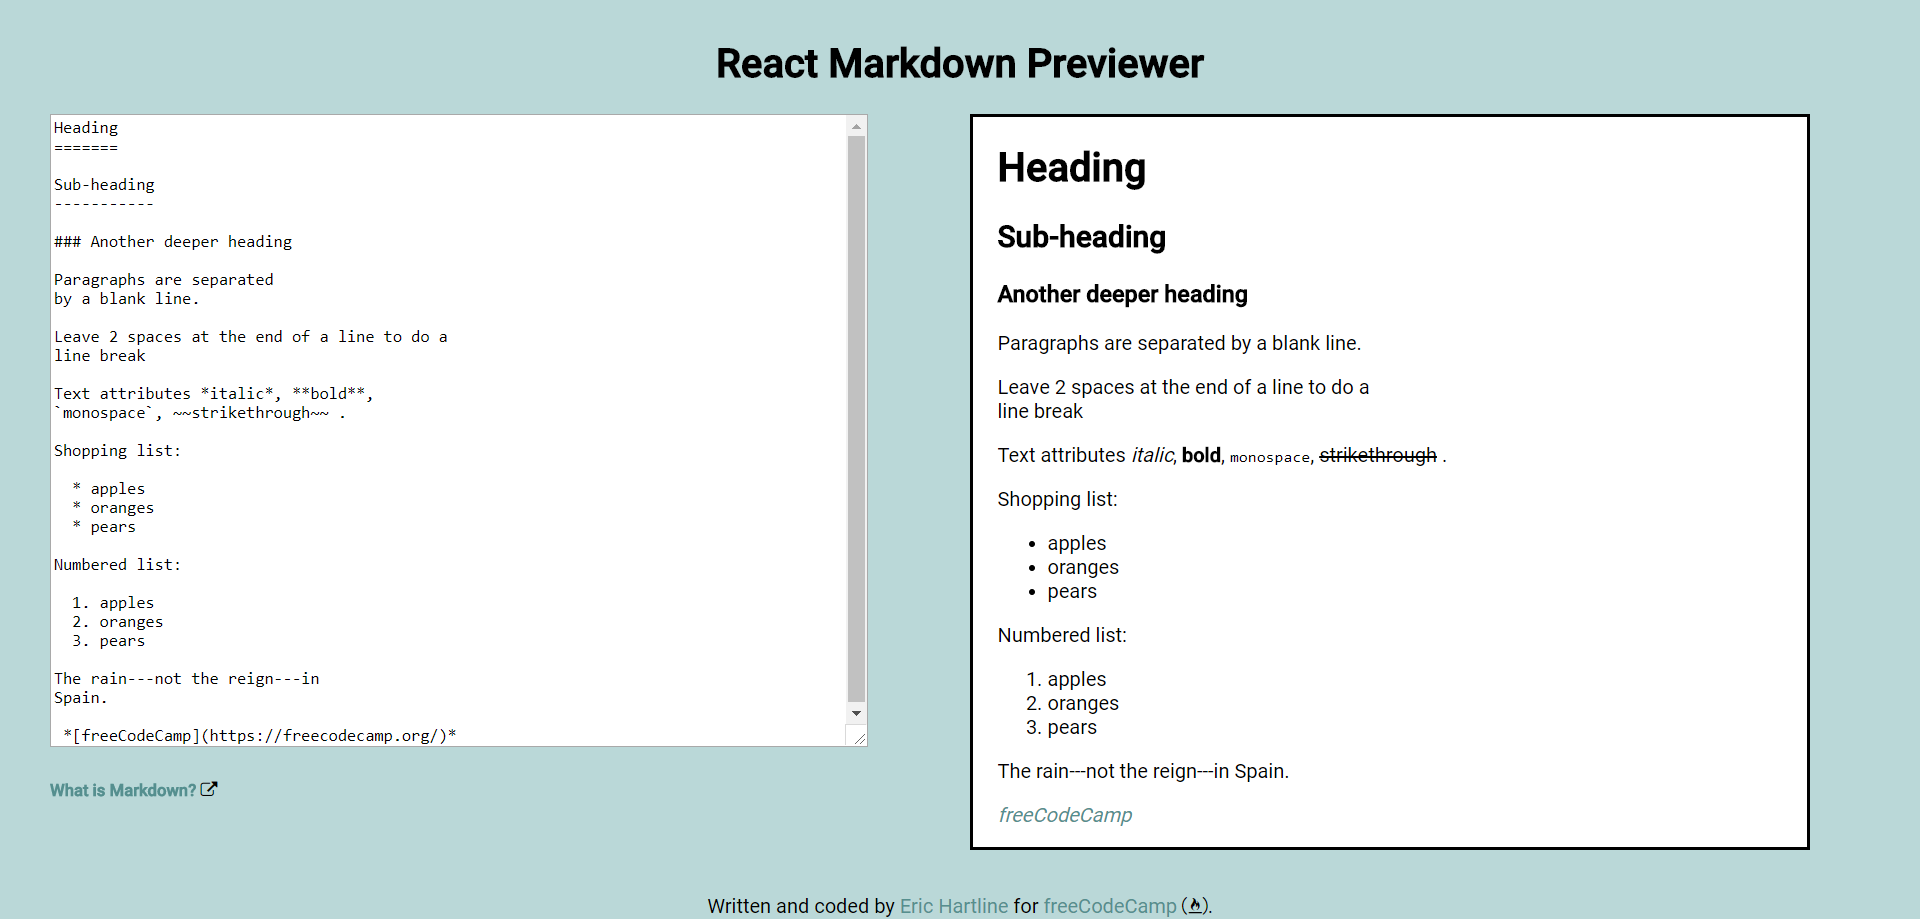 React Markdown Previewer
Heading
=======
Sub-heading
-----------
### Another deeper heading
Paragraphs are separated
by a blank line.
Leave 2 spaces at the end of a line to do a
line break
Text attributes *italic*, **bold**,
`monospace`, ~~strikethrough~~ .
Shopping list:
* apples
* oranges
* pears
Numbered list:
1. apples
2. oranges
3. pears
The rain---not the reign---in
Spain.
*[freeCodeCamp](https://freecodecamp.org/)*
What is Markdown?
Heading
Sub-heading
Another deeper heading
Paragraphs are separated by a blank line.
Leave 2 spaces at the end of a line to do a
line break
Text attributes italic, bold, monospace, strikethrough .
Shopping list:
• apples
• oranges
• pears
Numbered list:
1. apples
2. oranges
3. pears
The rain---not the reign---in Spain.
freeCodeCamp
Written and coded by Eric Hartline for freeCodeCamp ().